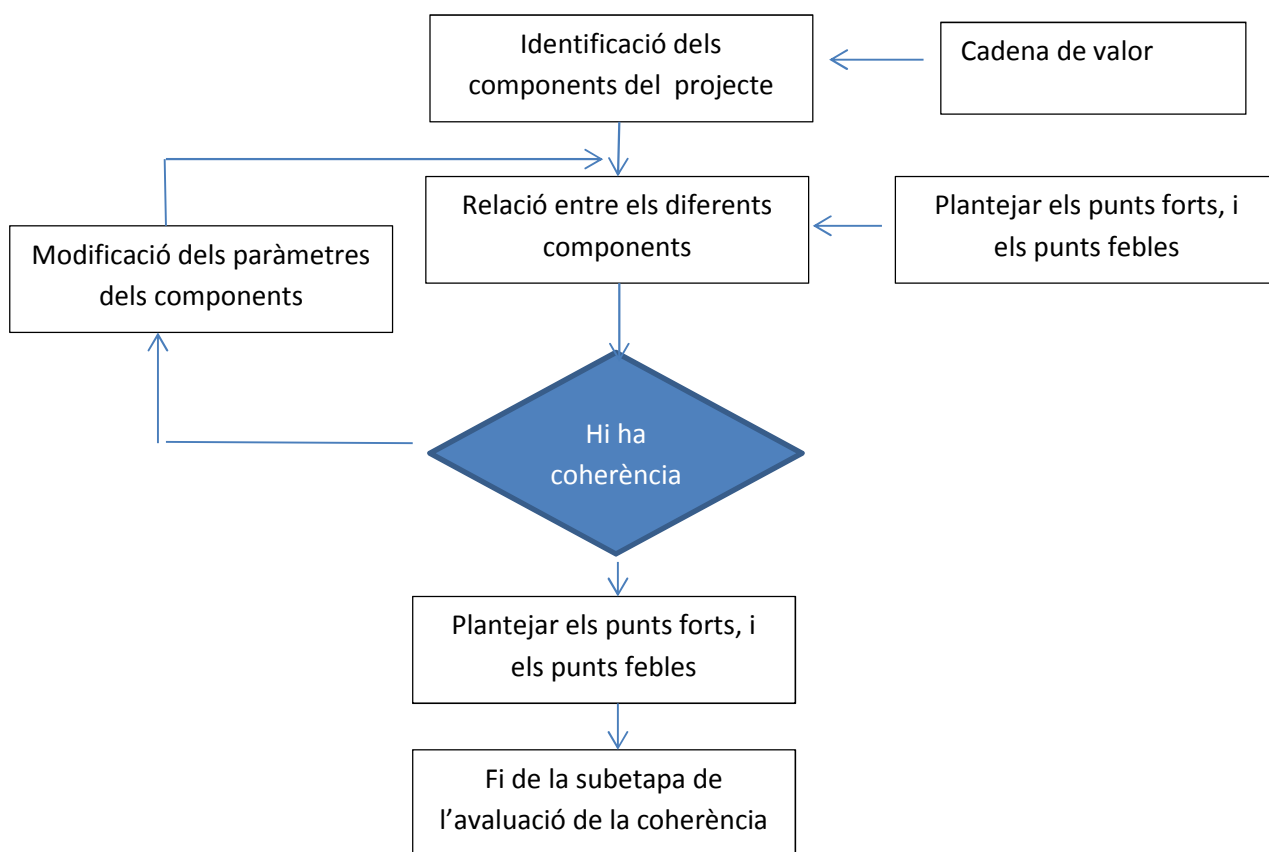 Identificació dels
components del  projecte
Cadena de valor
Relació entre els diferents
components
Plantejar els punts forts, i
els punts febles
Modificació dels paràmetres
dels components
Hi ha
coherència
Plantejar els punts forts, i
els punts febles
Fi de la subetapa de
l’avaluació de la coherència